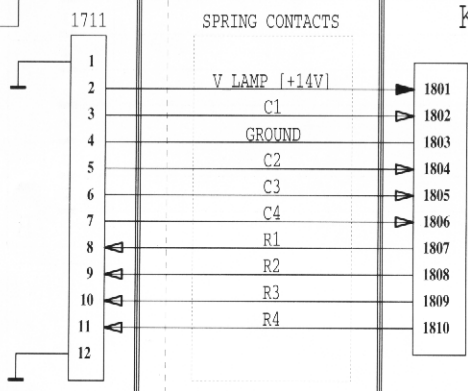 1711 SPRING CONTACTS K
1
2 V LAMP [+14V] 1801
3 C1 1802
4 GROUND 1803
5 C2 1804
6 C3 1805
7 C4 1806
8 R1 1807
9 R2 1808
10 R3 1809
11 R4 1810
12